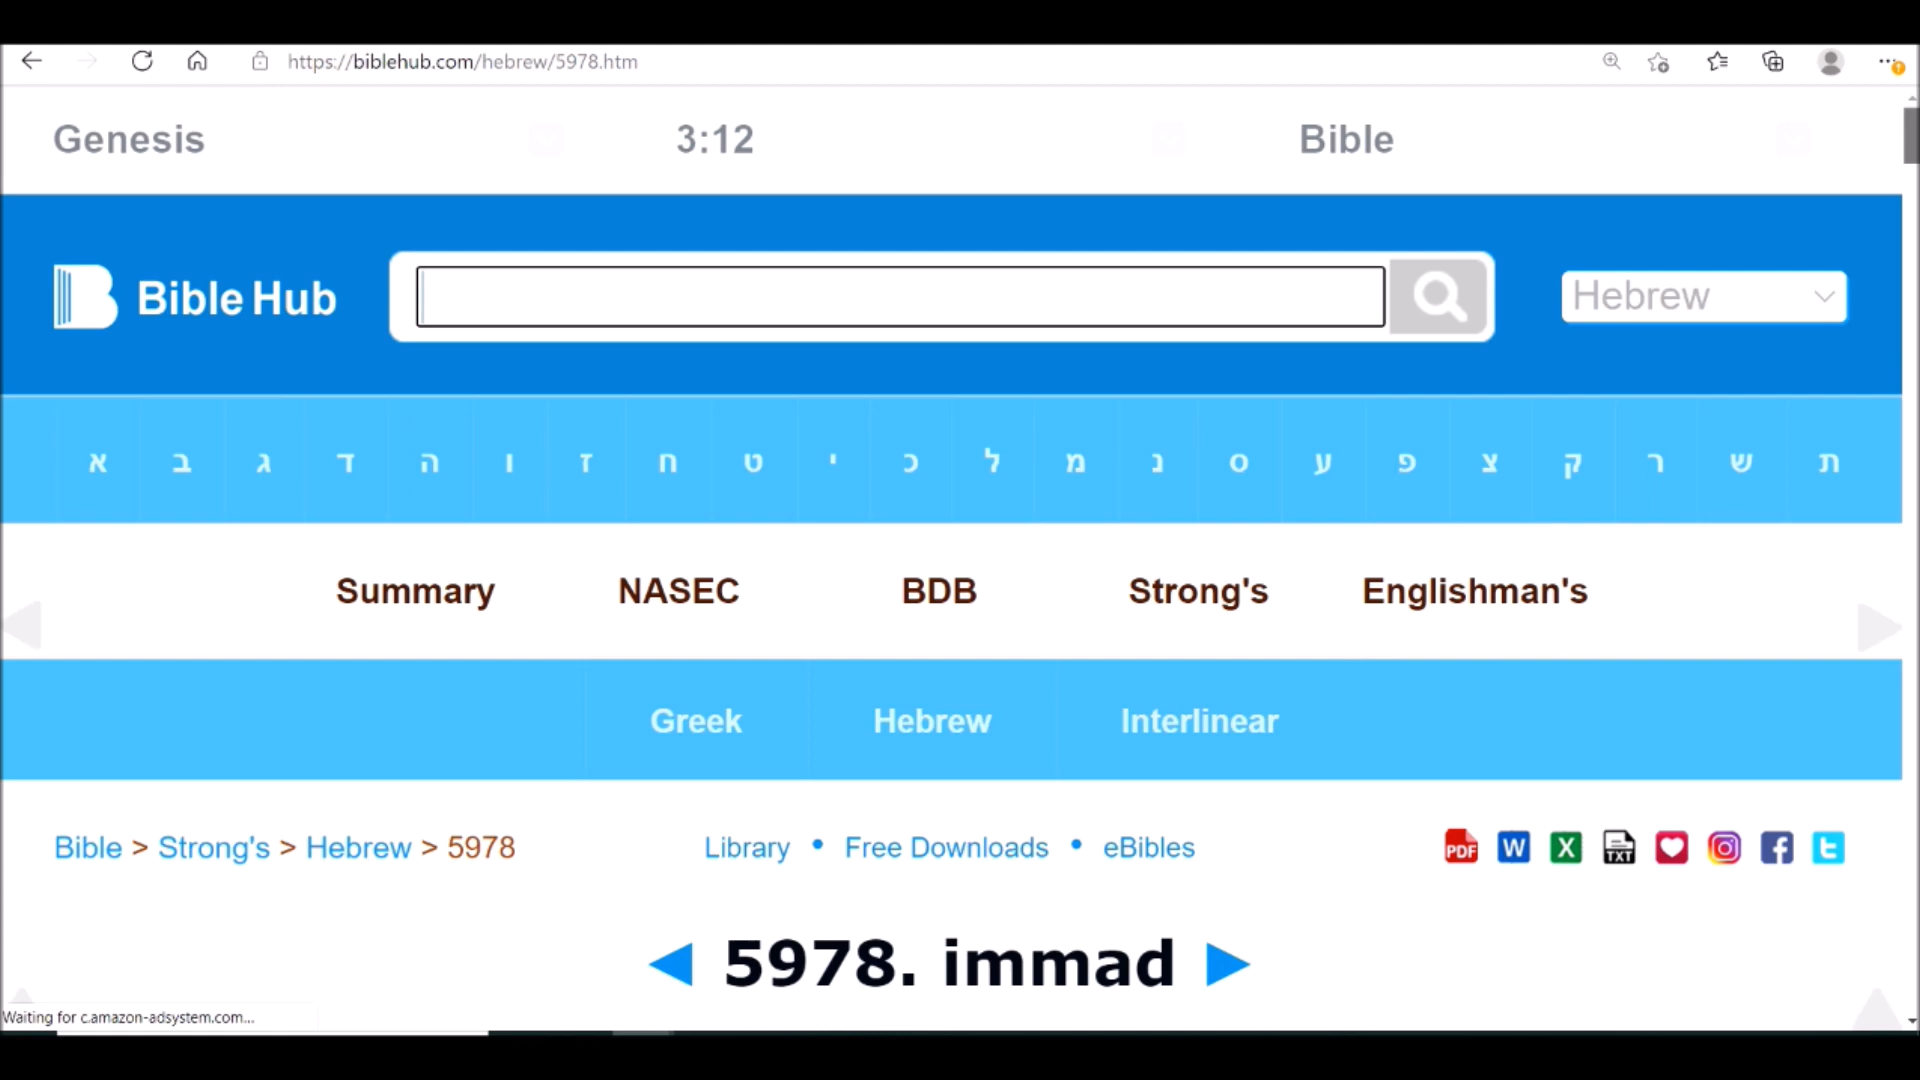 https://biblehub.com/hebrew/5978.htm
Genesis 3:12 Bible
Bible Hub Hebrew
א ב ג ד ה ו ז ח ט י כ ל מ נ ס ע פ צ ק ר ש ת
Summary NASEC BDB Strong's Englishman's
Greek Hebrew Interlinear
Bible > Strong's > Hebrew > 5978 Library • Free Downloads • eBibles PDF W X TXT
◀ 5978. immad ▶
Waiting for c.amazon-adsystem.com...